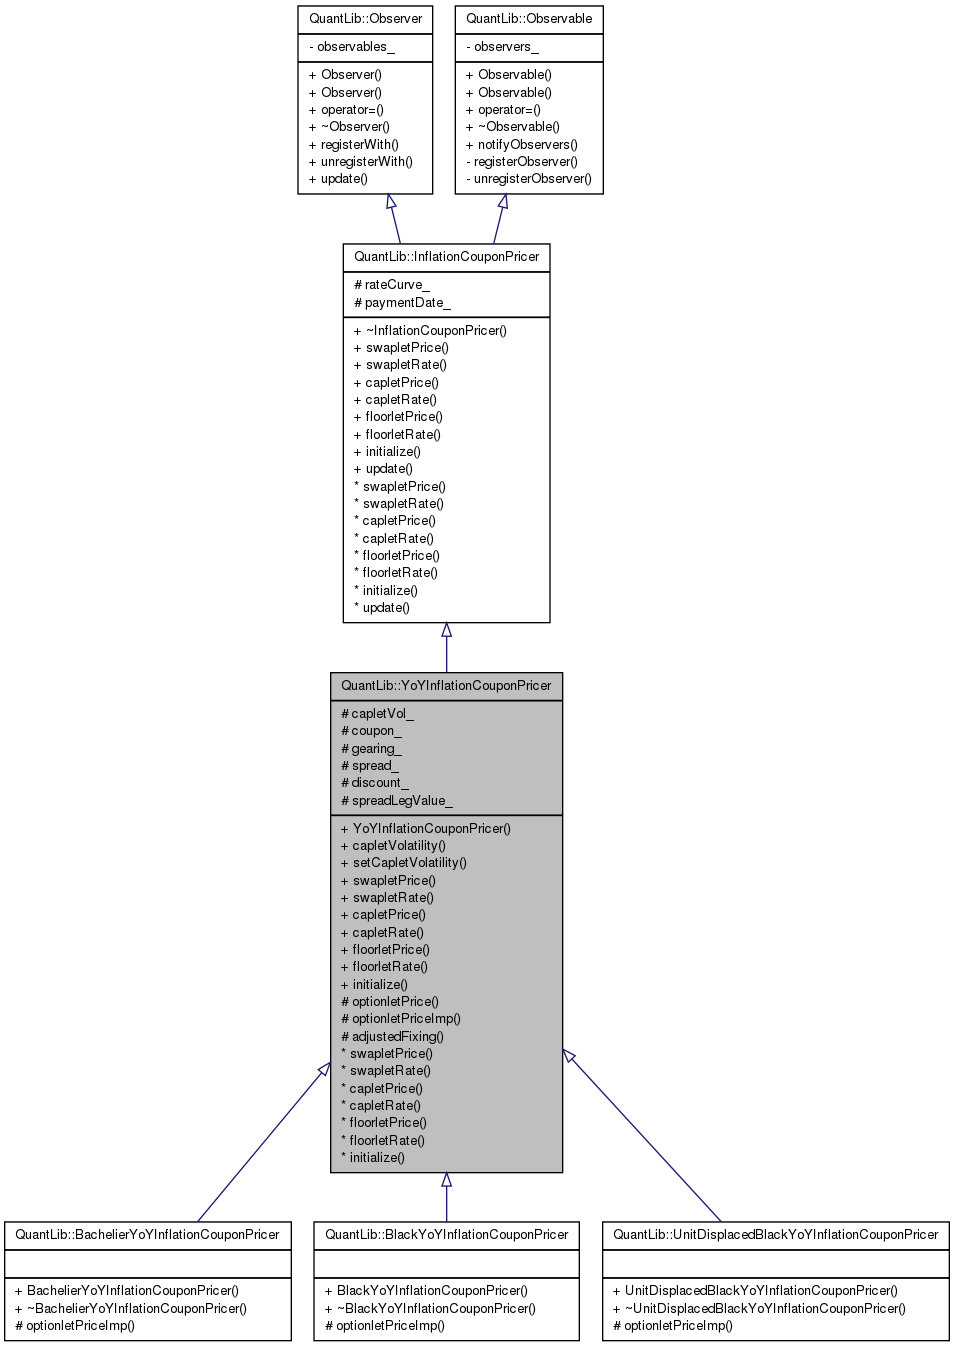 QuantLib::Observer
- observables_
+ Observer()
+ Observer()
+ operator=()
+ ~Observer()
+ registerWith()
+ unregisterWith()
+ update()
QuantLib::Observable
- observers_
+ Observable()
+ Observable()
+ operator=()
+ ~Observable()
+ notifyObservers()
- registerObserver()
- unregisterObserver()
QuantLib::InflationCouponPricer
# rateCurve_
# paymentDate_
+ ~InflationCouponPricer()
+ swapletPrice()
+ swapletRate()
+ capletPrice()
+ capletRate()
+ floorletPrice()
+ floorletRate()
+ initialize()
+ update()
* swapletPrice()
* swapletRate()
* capletPrice()
* capletRate()
* floorletPrice()
* floorletRate()
* initialize()
* update()
QuantLib::YoYInflationCouponPricer
# capletVol_
# coupon_
# gearing_
# spread_
# discount_
# spreadLegValue_
+ YoYInflationCouponPricer()
+ capletVolatility()
+ setCapletVolatility()
+ swapletPrice()
+ swapletRate()
+ capletPrice()
+ capletRate()
+ floorletPrice()
+ floorletRate()
+ initialize()
# optionletPrice()
# optionletPriceImp()
# adjustedFixing()
* swapletPrice()
* swapletRate()
* capletPrice()
* capletRate()
* floorletPrice()
* floorletRate()
* initialize()
QuantLib::BachelierYoYInflationCouponPricer
+ BachelierYoYInflationCouponPricer()
+ ~BachelierYoYInflationCouponPricer()
# optionletPriceImp()
QuantLib::BlackYoYInflationCouponPricer
+ BlackYoYInflationCouponPricer()
+ ~BlackYoYInflationCouponPricer()
# optionletPriceImp()
QuantLib::UnitDisplacedBlackYoYInflationCouponPricer
+ UnitDisplacedBlackYoYInflationCouponPricer()
+ ~UnitDisplacedBlackYoYInflationCouponPricer()
# optionletPriceImp()